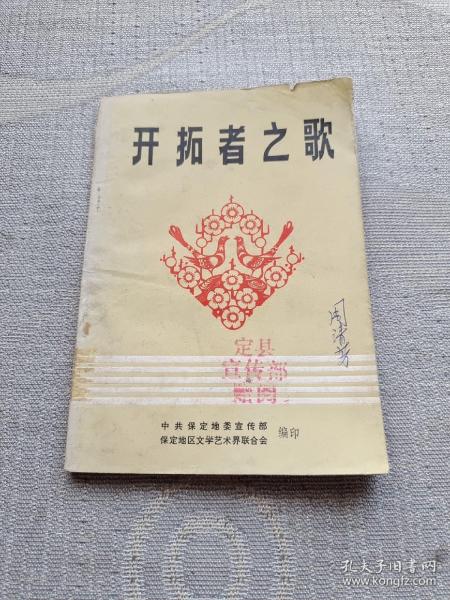 开拓者之歌
周清芳
定县
宣传部
赠阅
中共保定地委宣传部
保定地区文学艺术界联合会
编印
孔夫子旧书网
www.kongfz.com